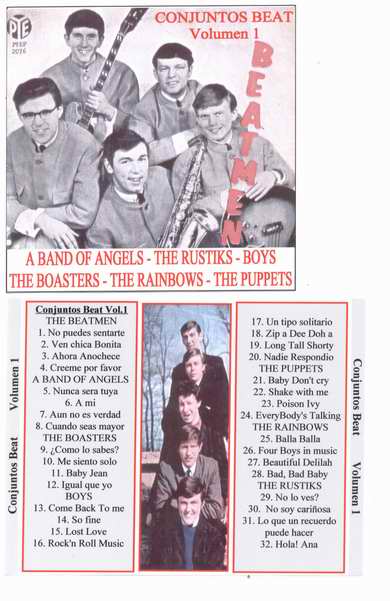 PYE
PNEP
2076
CONJUNTOS BEAT
Volumen 1
BEATMEN
A BAND OF ANGELS - THE RUSTIKS - BOYS
THE BOASTERS - THE RAINBOWS - THE PUPPETS
Conjuntos Beat Volumen 1
Conjuntos Beat Vol.1
THE BEATMEN
1. No puedes sentarte
2. Ven chica Bonita
3. Ahora Anochece
4. Creeme por favor
A BAND OF ANGELS
5. Nunca sera tuya
6. A mi
7. Aun no es verdad
8. Cuando seas mayor
THE BOASTERS
9. ¿Como lo sabes?
10. Me siento solo
11. Baby Jean
12. Igual que yo
BOYS
13. Come Back To me
14. So fine
15. Lost Love
16. Rock'n Roll Music
17. Un tipo solitario
18. Zip a Dee Doh a
19. Long Tall Shorty
20. Nadie Respondio
THE PUPPETS
21. Baby Don't cry
22. Shake with me
23. Poison Ivy
24. EveryBody's Talking
THE RAINBOWS
25. Balla Balla
26. Four Boys in music
27. Beautiful Delilah
28. Bad, Bad Baby
THE RUSTIKS
29. No lo ves?
30. No soy cariñosa
31. Lo que un recuerdo
puede hacer
32. Hola! Ana
Conjuntos Beat Volumen 1